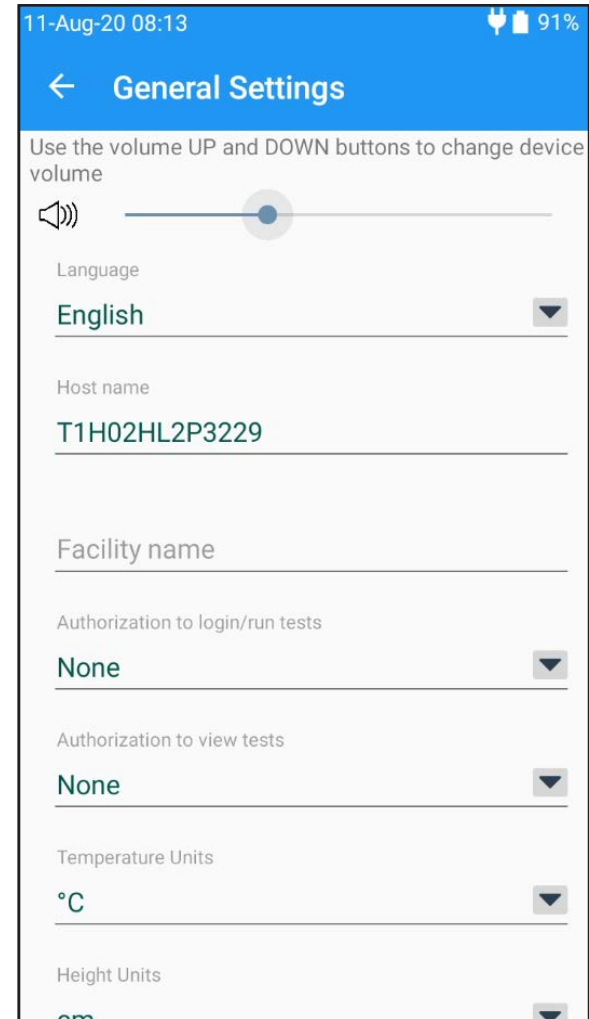 11-Aug-20 08:13 91%
General Settings
Use the volume UP and DOWN buttons to change device
volume
Language
English
Host name
T1H02HL2P3229
Facility name
Authorization to login/run tests
None
Authorization to view tests
None
Temperature Units
°C
Height Units
cm